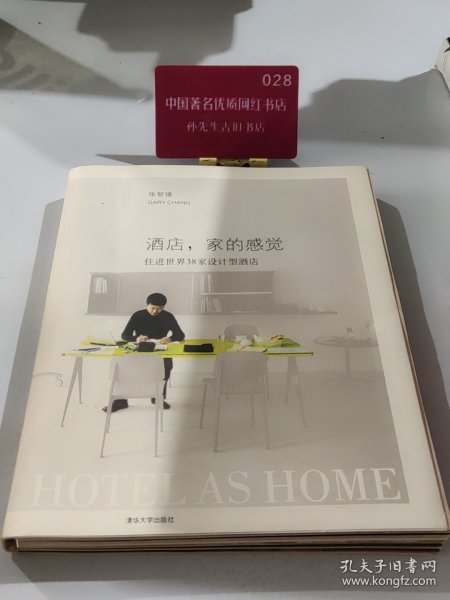 028
中国著名优质网红书店
孙先生古旧书店
张智强
GARY CHANG
酒店，家的感觉
住进世界38家设计型酒店
HOTEL AS HOME
清华大学出版社
孔夫子旧书网
www.kongfz.com